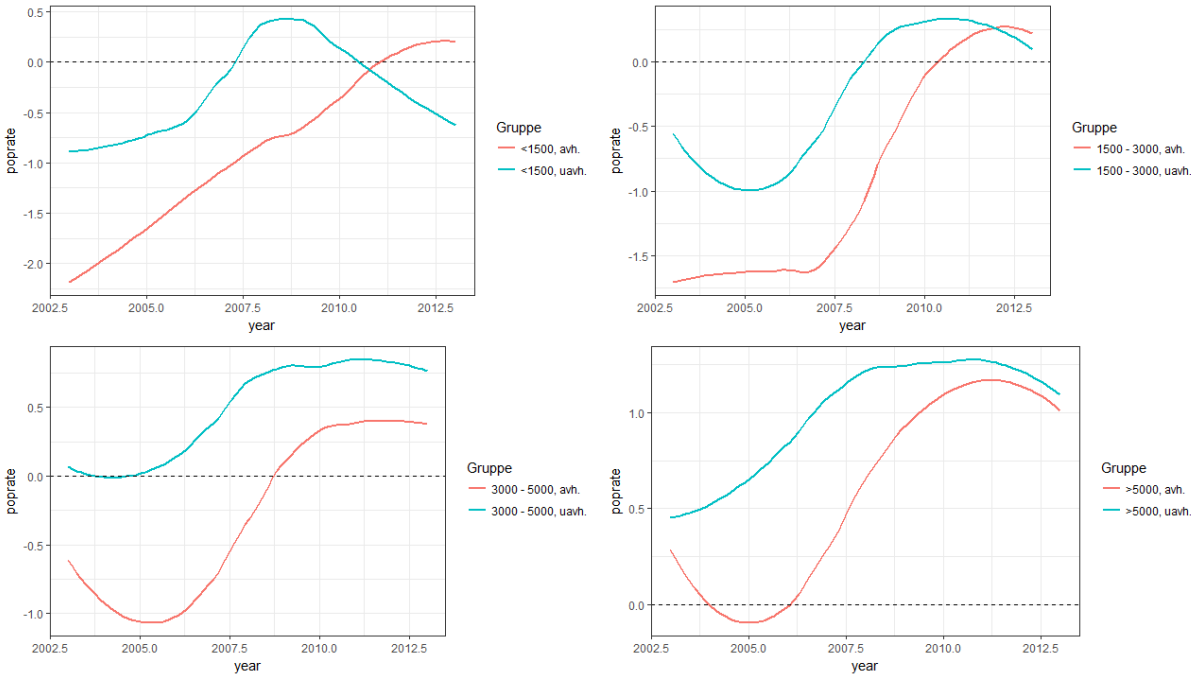 0.5
0.0
-0.5
-1.0
-1.5
-2.0
poprate
2002.5 2005.0 2007.5 2010.0 2012.5
year
Gruppe
<1500, avh.
<1500, uavh.
0.0
-0.5
-1.0
-1.5
poprate
2002.5 2005.0 2007.5 2010.0 2012.5
year
Gruppe
1500 - 3000, avh.
1500 - 3000, uavh.
0.5
0.0
-0.5
-1.0
poprate
2002.5 2005.0 2007.5 2010.0 2012.5
year
Gruppe
3000 - 5000, avh.
3000 - 5000, uavh.
1.0
0.5
0.0
poprate
2002.5 2005.0 2007.5 2010.0 2012.5
year
Gruppe
>5000, avh.
>5000, uavh.